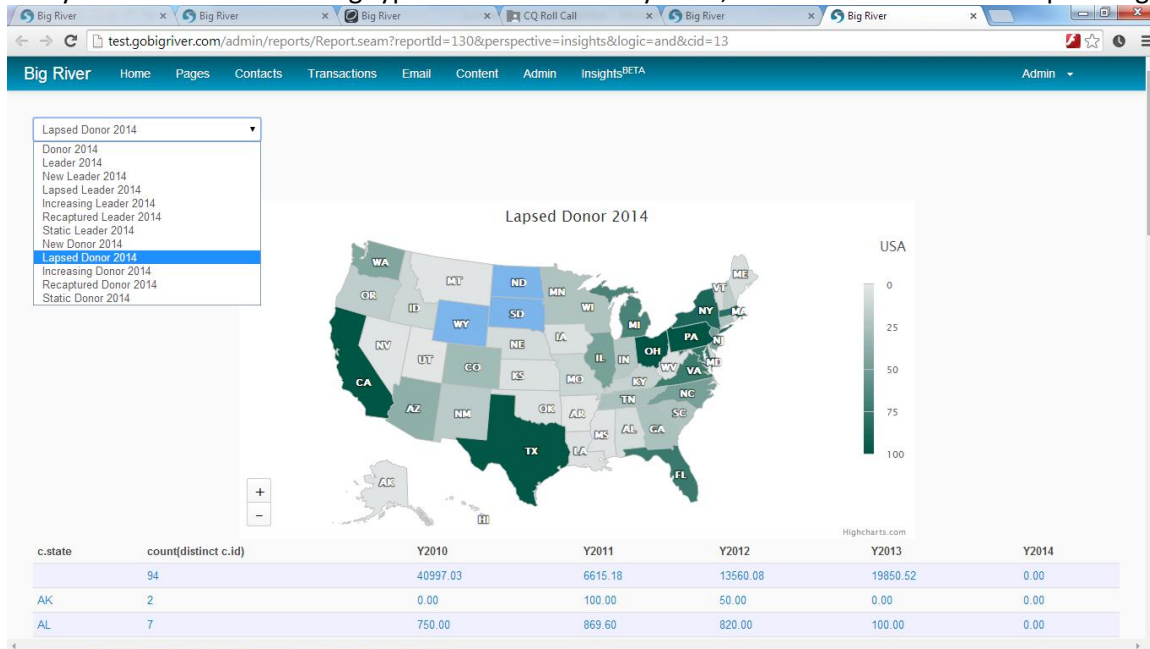 Big River Big River Big River CQ Roll Call Big River Big River
test.gobigriver.com/admin/reports/Report.seam?reportId=130&perspective=insights&logic=and&cid=13
Big River Home Pages Contacts Transactions Email Content Admin InsightsBETA Admin
Lapsed Donor 2014
Donor 2014
Leader 2014
New Leader 2014
Lapsed Leader 2014
Increasing Leader 2014
Recaptured Leader 2014
Static Leader 2014
New Donor 2014
Lapsed Donor 2014
Increasing Donor 2014
Recaptured Donor 2014
Static Donor 2014
Lapsed Donor 2014
USA
0
25
50
75
100
WA MT ND MN ME
OR ID SD WI VT
WY MI NY MA
NV UT NE IA PA NJ
CO IL IN OH MD
CA KS MO KY WV VA
AZ NM OK AR TN NC
TX LA MS AL GA SC
AK HI FL
+
-
Highcharts.com
c.state count(distinct c.id) Y2010 Y2011 Y2012 Y2013 Y2014
94 40997.03 6615.18 13560.08 19850.52 0.00
AK 2 0.00 100.00 50.00 0.00 0.00
AL 7 750.00 869.60 820.00 100.00 0.00